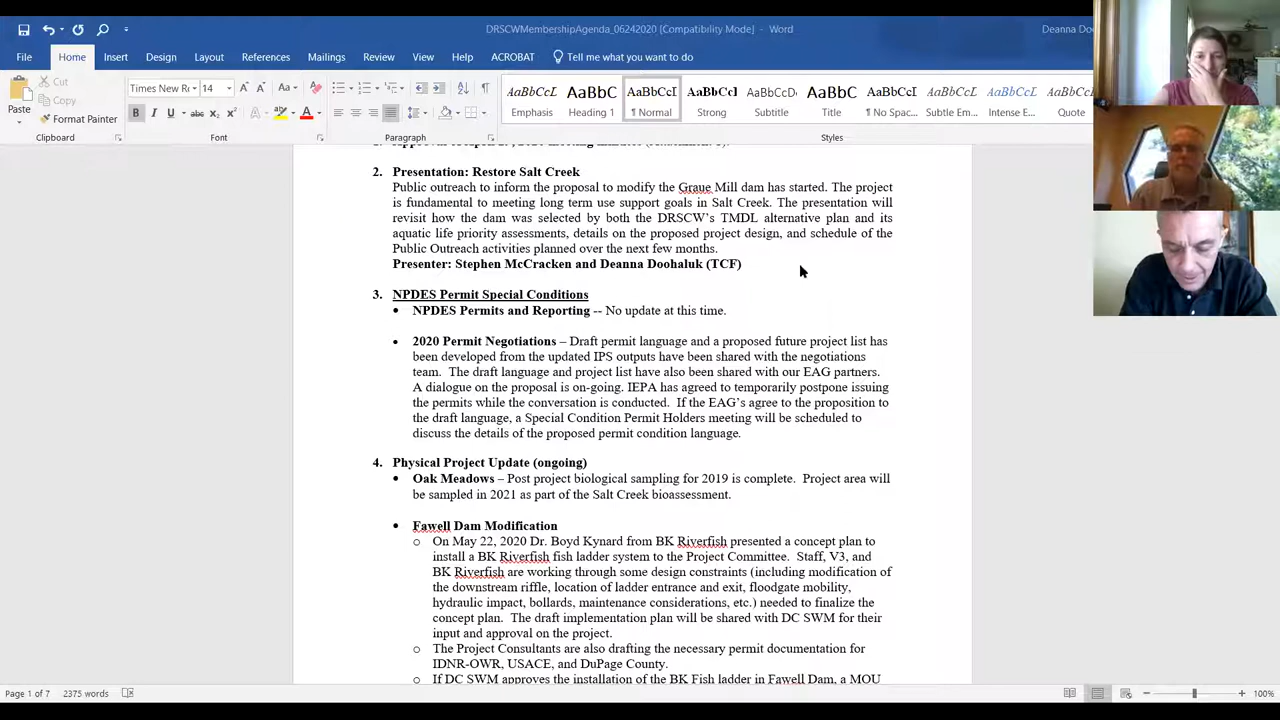 DRSCWMembershipAgenda_06242020 [Compatibility Mode] - Word
Deanna Doo
File Home Insert Design Layout References Mailings Review View Help ACROBAT Tell me what you want to do
Paste
Cut
Copy
Format Painter
Clipboard
Times New R 14
Font
Paragraph
AaBbCcL AaBbC AaBbCcI AaBbCcI AaBbCcDc AaBbC AaBbCcI AaBbCcDt AaBbCcL AaBbCcL
Emphasis Heading 1 ¶ Normal Strong Subtitle Title ¶ No Spac... Subtle Em... Intense E... Quote
Styles
2. Presentation: Restore Salt Creek
Public outreach to inform the proposal to modify the Graue Mill dam has started. The project
is fundamental to meeting long term use support goals in Salt Creek. The presentation will
revisit how the dam was selected by both the DRSCW's TMDL alternative plan and its
aquatic life priority assessments, details on the proposed project design, and schedule of the
Public Outreach activities planned over the next few months.
Presenter: Stephen McCracken and Deanna Doohaluk (TCF)
3. NPDES Permit Special Conditions
• NPDES Permits and Reporting -- No update at this time.
• 2020 Permit Negotiations – Draft permit language and a proposed future project list has
been developed from the updated IPS outputs have been shared with the negotiations
team. The draft language and project list have also been shared with our EAG partners.
A dialogue on the proposal is on-going. IEPA has agreed to temporarily postpone issuing
the permits while the conversation is conducted. If the EAG's agree to the proposition to
the draft language, a Special Condition Permit Holders meeting will be scheduled to
discuss the details of the proposed permit condition language.
4. Physical Project Update (ongoing)
• Oak Meadows – Post project biological sampling for 2019 is complete. Project area will
be sampled in 2021 as part of the Salt Creek bioassessment.
• Fawell Dam Modification
o On May 22, 2020 Dr. Boyd Kynard from BK Riverfish presented a concept plan to
install a BK Riverfish fish ladder system to the Project Committee. Staff, V3, and
BK Riverfish are working through some design constraints (including modification of
the downstream riffle, location of ladder entrance and exit, floodgate mobility,
hydraulic impact, bollards, maintenance considerations, etc.) needed to finalize the
concept plan. The draft implementation plan will be shared with DC SWM for their
input and approval on the project.
o The Project Consultants are also drafting the necessary permit documentation for
IDNR-OWR, USACE, and DuPage County.
o If DC SWM approves the installation of the BK Fish ladder in Fawell Dam, a MOU
Page 1 of 7 2375 words 100%